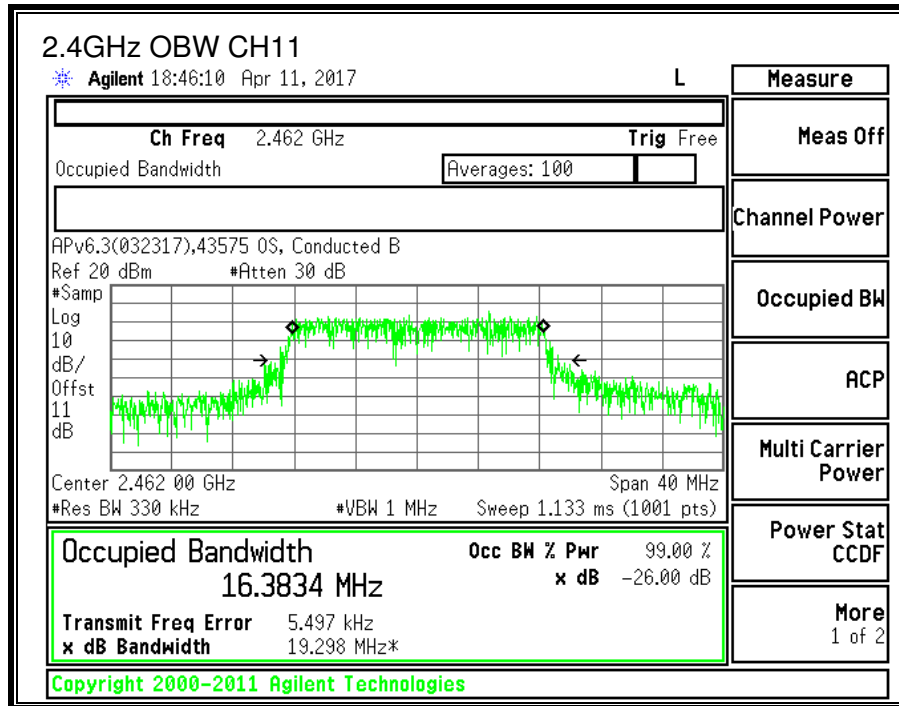 2.4GHz OBW CH11
Agilent 18:46:10 Apr 11, 2017 L
Measure
Ch Freq 2.462 GHz Trig Free
Meas Off
Occupied Bandwidth Averages: 100
Channel Power
APv6.3(032317),43575 OS, Conducted B
Ref 20 dBm #Atten 30 dB
#Samp
Log
10
dB/
Offst
11
dB
Occupied BW
ACP
Multi Carrier
Power
Center 2.462 00 GHz Span 40 MHz
#Res BW 330 kHz #VBW 1 MHz Sweep 1.133 ms (1001 pts)
Power Stat
CCDF
Occupied Bandwidth Occ BW % Pwr 99.00 %
16.3834 MHz x dB -26.00 dB
Transmit Freq Error 5.497 kHz
x dB Bandwidth 19.298 MHz*
More
1 of 2
Copyright 2000-2011 Agilent Technologies